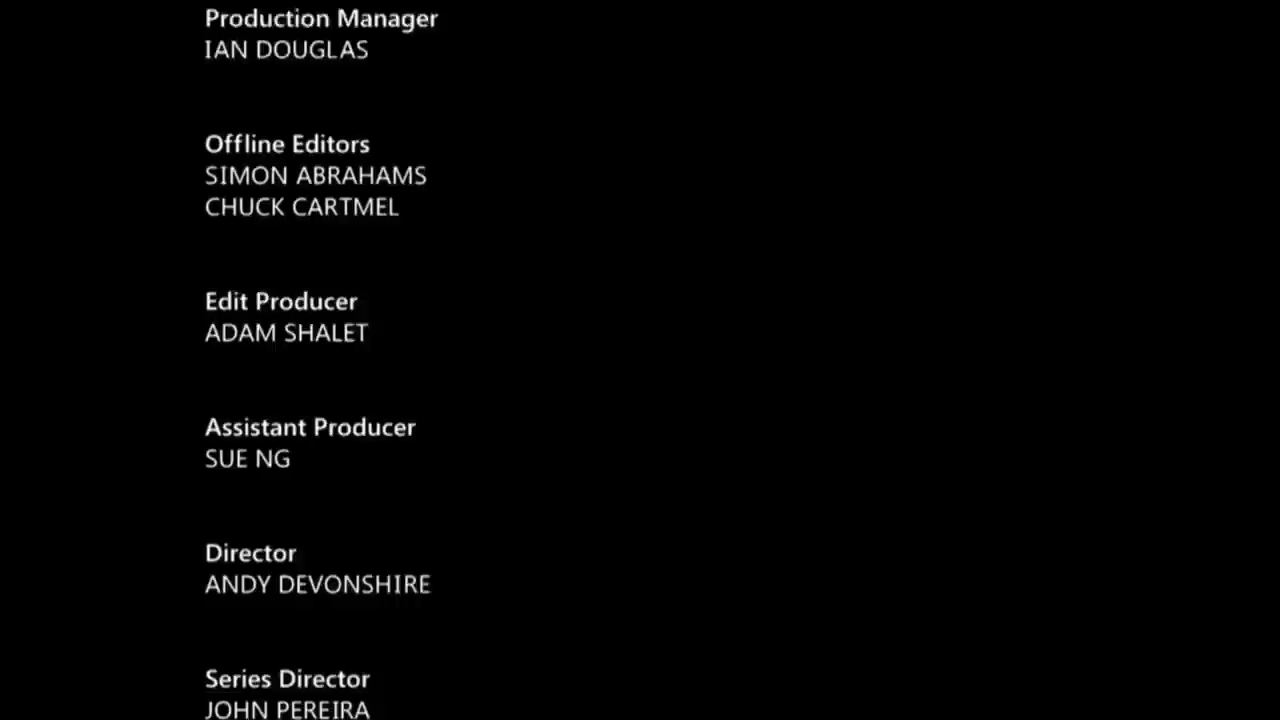 Production Manager
IAN DOUGLAS
Offline Editors
SIMON ABRAHAMS
CHUCK CARTMEL
Edit Producer
ADAM SHALET
Assistant Producer
SUE NG
Director
ANDY DEVONSHIRE
Series Director
JOHN PEREIRA